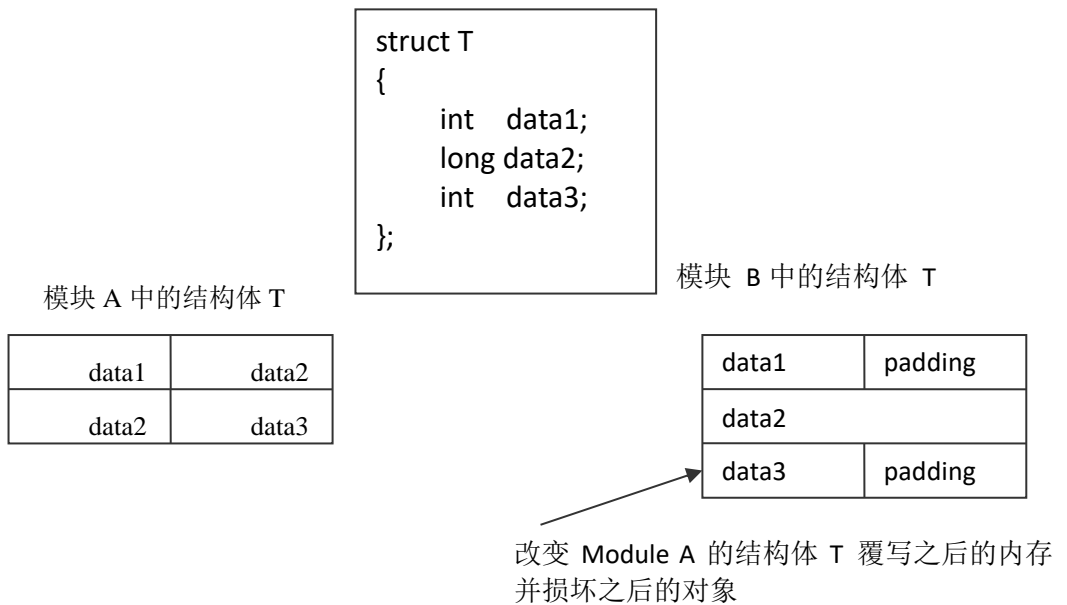 struct T
{
int data1;
long data2;
int data3;
};
模块 A 中的结构体 T
模块 B 中的结构体 T
data1 data2
data2 data3
data1 padding
data2
data3 padding
改变 Module A 的结构体 T 覆写之后的内存
并损坏之后的对象